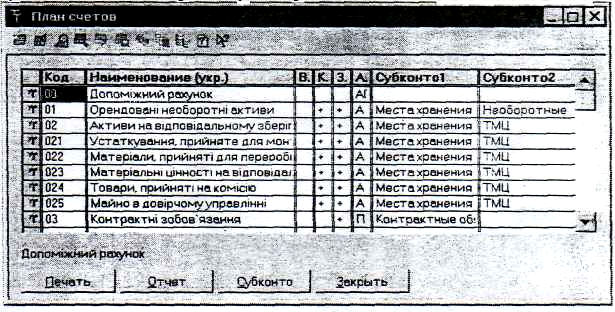 План счетов
Код Наименование (укр.) В. К. З. А. Субконто1 Субконто2
00 Допоміжний рахунок АГ
01 Орендовані необоротні активи + + А Места хранения Необоротные
02 Активи на відповідальному зберіг + + А Места хранения ТМЦ
021 Устаткування, прийняте для мон + + А Места хранения ТМЦ
022 Матеріали, прийняті для переробі + + А Места хранения ТМЦ
023 Матеріальні цінності на відповідал + + А Места хранения ТМЦ
024 Товари, прийняті на комісію + + А Места хранения ТМЦ
025 Майно в довірчому управлінні + + А Места хранения ТМЦ
03 Контрактні зобов'язання + П Контрактные об
Допоміжний рахунок
Печать Отчет Субконто Закрыть